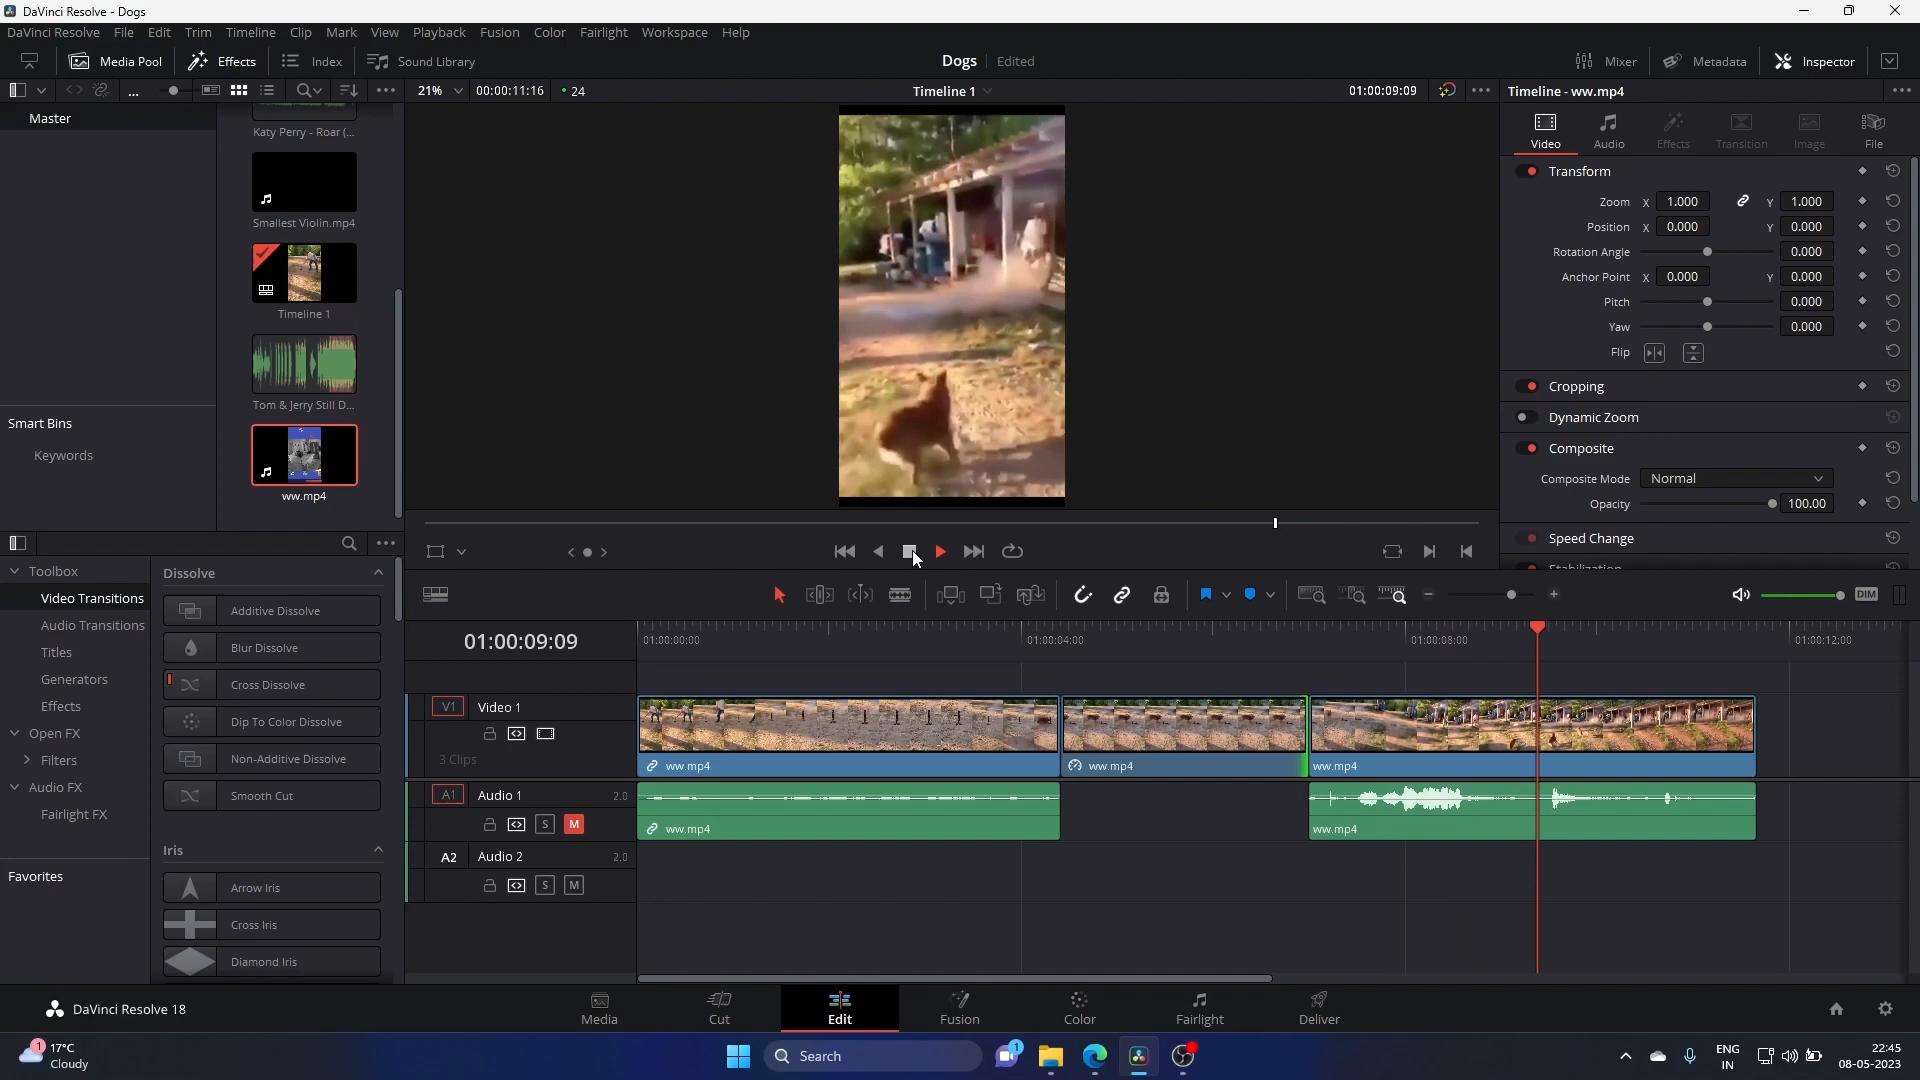 DaVinci Resolve - Dogs
DaVinci Resolve File Edit Trim Timeline Clip Mark View Playback Fusion Color Fairlight Workspace Help
Media Pool Effects Index Sound Library Dogs Edited Mixer Metadata Inspector
... 21% 00:00:11:16 24 Timeline 1 01:00:09:09 Timeline - ww.mp4
Master
Katy Perry - Roar (...
Smallest Violin.mp4
Timeline 1
Tom & Jerry Still D...
ww.mp4
Smart Bins
Keywords
Video Audio Effects Transition Image File
Transform
Zoom X 1.000 Y 1.000
Position X 0.000 Y 0.000
Rotation Angle 0.000
Anchor Point X 0.000 Y 0.000
Pitch 0.000
Yaw 0.000
Flip
Cropping
Dynamic Zoom
Composite
Composite Mode Normal
Opacity 100.00
Speed Change
Toolbox
Video Transitions
Audio Transitions
Titles
Generators
Effects
Open FX
Filters
Audio FX
Fairlight FX
Favorites
Dissolve
Additive Dissolve
Blur Dissolve
Cross Dissolve
Dip To Color Dissolve
Non-Additive Dissolve
Smooth Cut
Iris
Arrow Iris
Cross Iris
Diamond Iris
DIM
01:00:09:09
01:00:00:00 01:00:04:00 01:00:08:00 01:00:12:00
V1 Video 1
3 Clips
ww.mp4 ww.mp4 ww.mp4
A1 Audio 1 2.0
S M
ww.mp4 ww.mp4
A2 Audio 2 2.0
S M
DaVinci Resolve 18
Media Cut Edit Fusion Color Fairlight Deliver
1 17°C
Cloudy
Search
1
ENG
IN
22:45
08-05-2023